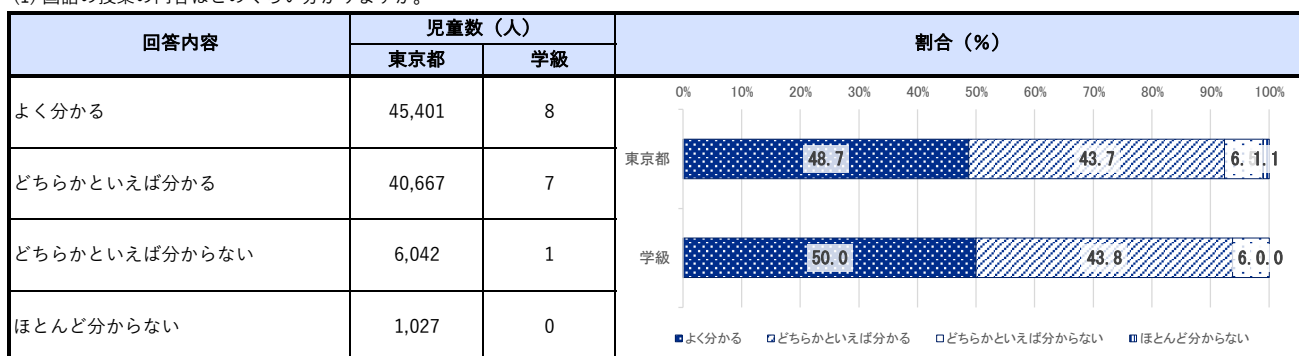 回答内容 児童数（人） 割合（%）
東京都 学級
よく分かる 45,401 8
どちらかといえば分かる 40,667 7
どちらかといえば分からない 6,042 1
ほとんど分からない 1,027 0
0% 10% 20% 30% 40% 50% 60% 70% 80% 90% 100%
東京都 48.7 43.7 1.1
学級 50.0 43.8 0.0
よく分かる どちらかといえば分かる どちらかといえば分からない ほとんど分からない